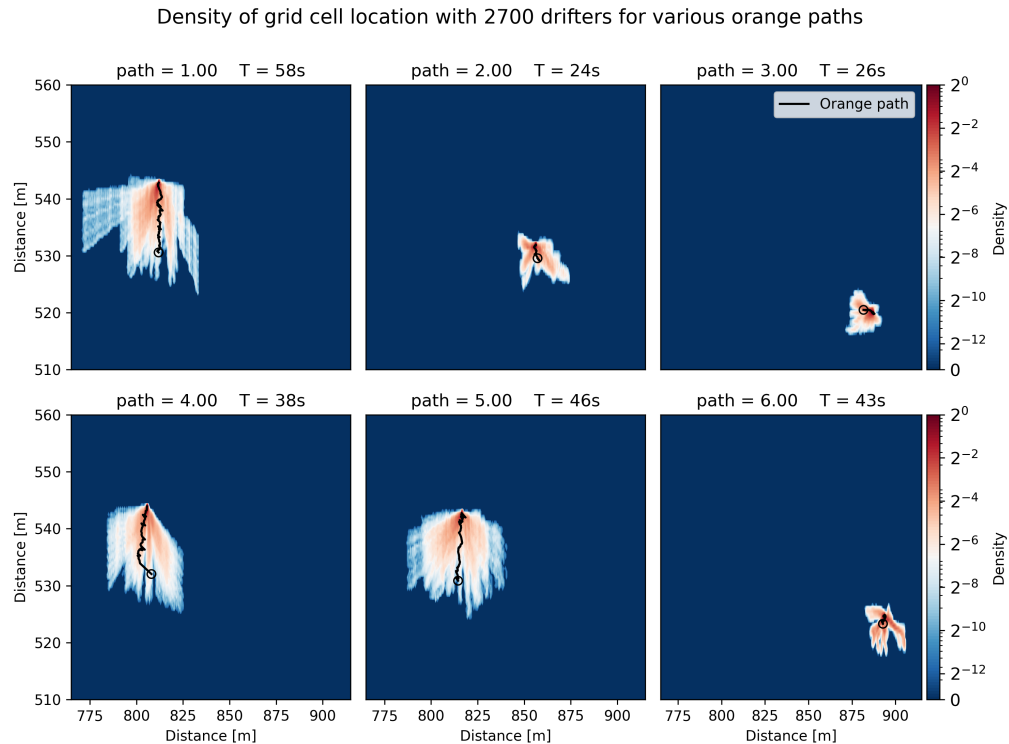 Density of grid cell location with 2700 drifters for various orange paths
path = 1.00 T = 58s
path = 2.00 T = 24s
path = 3.00 T = 26s
560
550
540
530
520
510
Distance [m]
Orange path
2⁰
2⁻²
2⁻⁴
2⁻⁶
2⁻⁸
2⁻¹⁰
2⁻¹²
0
Density
path = 4.00 T = 38s
path = 5.00 T = 46s
path = 6.00 T = 43s
560
550
540
530
520
510
Distance [m]
775 800 825 850 875 900
Distance [m]
775 800 825 850 875 900
Distance [m]
775 800 825 850 875 900
Distance [m]
2⁰
2⁻²
2⁻⁴
2⁻⁶
2⁻⁸
2⁻¹⁰
2⁻¹²
0
Density